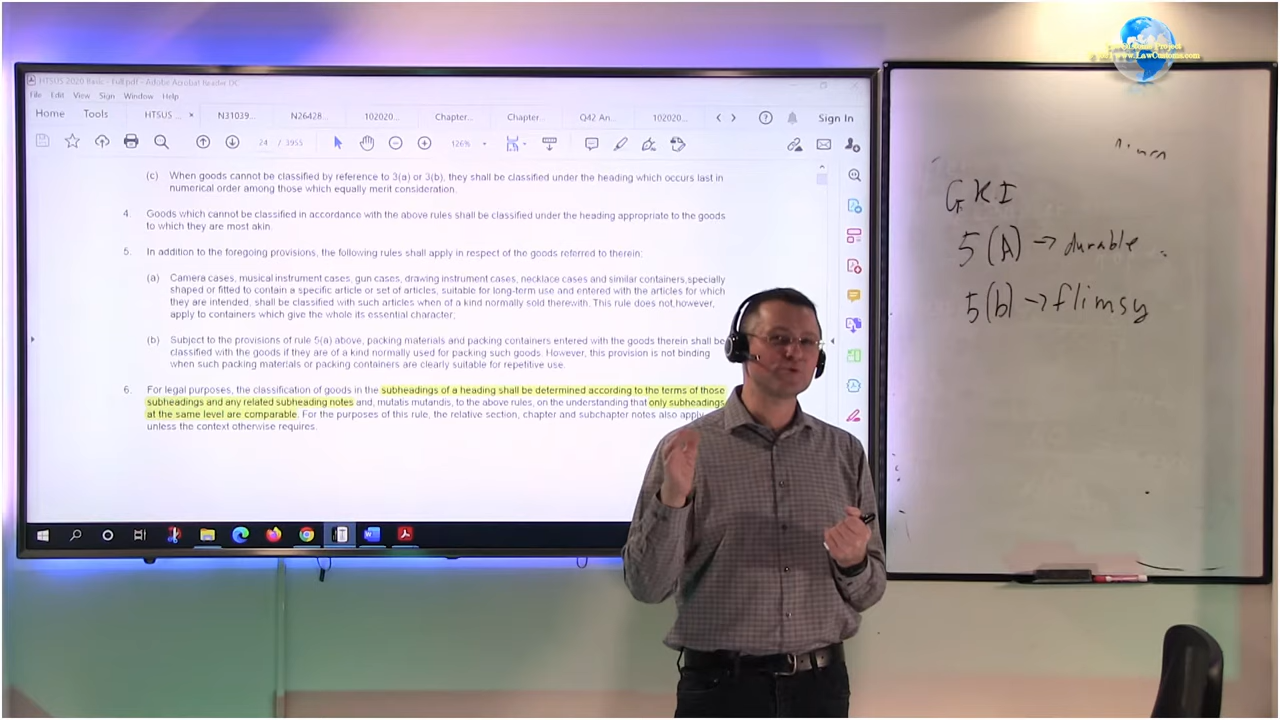 HTSUS 2020 Basic - Full.pdf - Adobe Acrobat Reader DC
File Edit View Sign Window Help
Home Tools HTSUS ... × N31039... N26428... 102020... Chapter... Chapter... Q42 An... 102020... Sign In
24 / 3955 126%
(c) When goods cannot be classified by reference to 3(a) or 3(b), they shall be classified under the heading which occurs last in
numerical order among those which equally merit consideration.
4. Goods which cannot be classified in accordance with the above rules shall be classified under the heading appropriate to the goods
to which they are most akin.
5. In addition to the foregoing provisions, the following rules shall apply in respect of the goods referred to therein:
(a) Camera cases, musical instrument cases, gun cases, drawing instrument cases, necklace cases and similar containers, specially
shaped or fitted to contain a specific article or set of articles, suitable for long-term use and entered with the articles for which
they are intended, shall be classified with such articles when of a kind normally sold therewith. This rule does not, however,
apply to containers which give the whole its essential character;
(b) Subject to the provisions of rule 5(a) above, packing materials and packing containers entered with the goods therein shall be
classified with the goods if they are of a kind normally used for packing such goods. However, this provision is not binding
when such packing materials or packing containers are clearly suitable for repetitive use.
6. For legal purposes, the classification of goods in the subheadings of a heading shall be determined according to the terms of those
subheadings and any related subheading notes and, mutatis mutandis, to the above rules, on the understanding that only subheadings
at the same level are comparable. For the purposes of this rule, the relative section, chapter and subchapter notes also apply,
unless the context otherwise requires.
www.LawCustoms.com
GRI
5(A) → durable
5(b) → flimsy